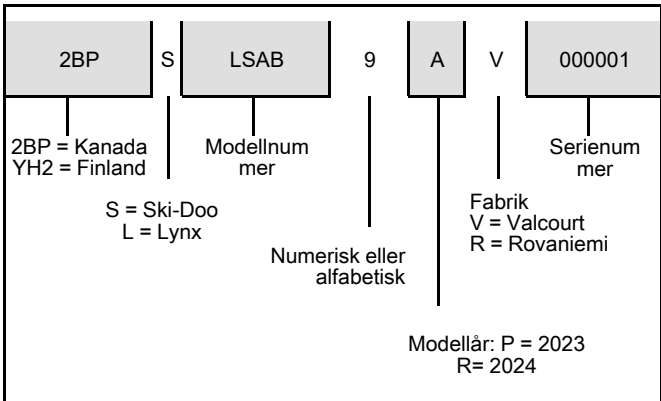 2BP S LSAB 9 A V 000001
2BP = Kanada
YH2 = Finland
Modellnum
mer
Serienum
mer
S = Ski-Doo
L = Lynx
Fabrik
V = Valcourt
R = Rovaniemi
Numerisk eller
alfabetisk
Modellår: P = 2023
R= 2024